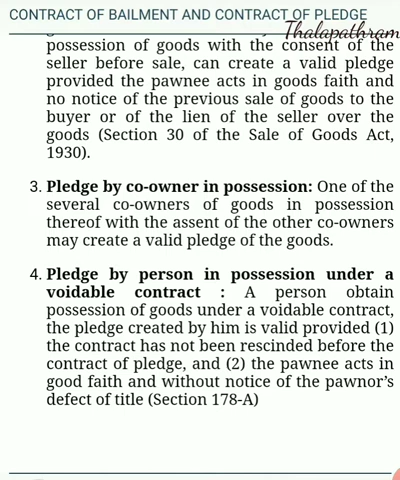 CONTRACT OF BAILMENT AND CONTRACT OF PLEDGE
Thalapathram
possession of goods with the consent of the
seller before sale, can create a valid pledge
provided the pawnee acts in goods faith and
no notice of the previous sale of goods to the
buyer or of the lien of the seller over the
goods (Section 30 of the Sale of Goods Act,
1930).
3. Pledge by co-owner in possession: One of the
several co-owners of goods in possession
thereof with the assent of the other co-owners
may create a valid pledge of the goods.
4. Pledge by person in possession under a
voidable contract : A person obtain
possession of goods under a voidable contract,
the pledge created by him is valid provided (1)
the contract has not been rescinded before the
contract of pledge, and (2) the pawnee acts in
good faith and without notice of the pawnor's
defect of title (Section 178-A)